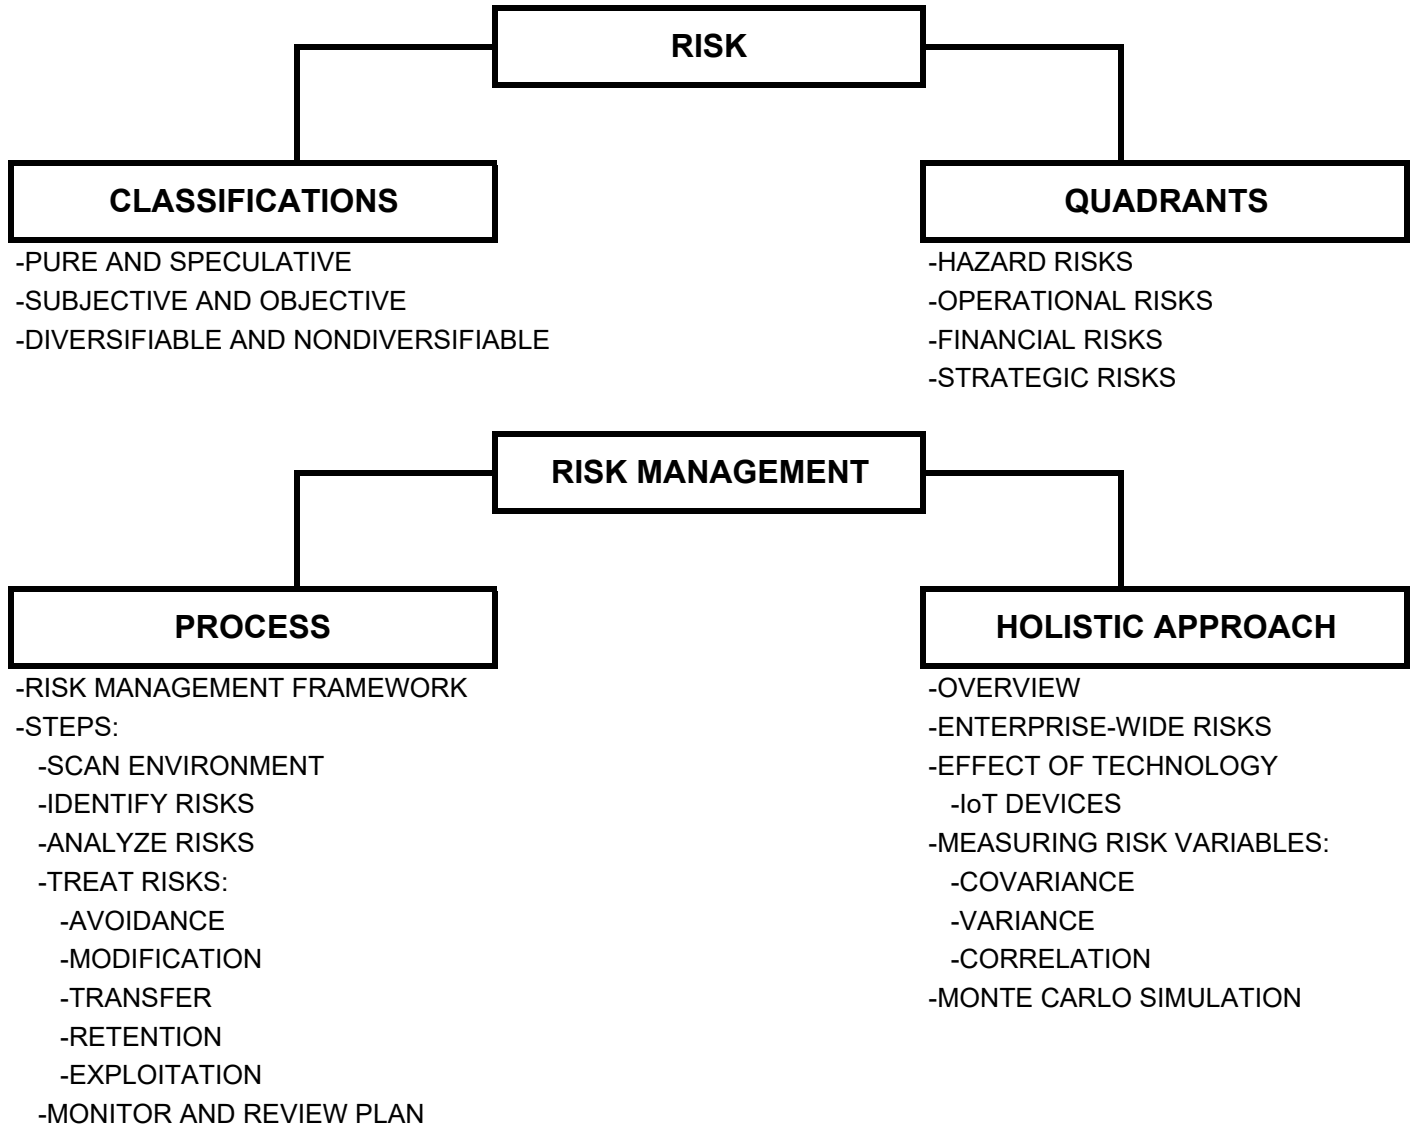 RISK
CLASSIFICATIONS
-PURE AND SPECULATIVE
-SUBJECTIVE AND OBJECTIVE
-DIVERSIFIABLE AND NONDIVERSIFIABLE
QUADRANTS
-HAZARD RISKS
-OPERATIONAL RISKS
-FINANCIAL RISKS
-STRATEGIC RISKS
RISK MANAGEMENT
PROCESS
-RISK MANAGEMENT FRAMEWORK
-STEPS:
-SCAN ENVIRONMENT
-IDENTIFY RISKS
-ANALYZE RISKS
-TREAT RISKS:
-AVOIDANCE
-MODIFICATION
-TRANSFER
-RETENTION
-EXPLOITATION
-MONITOR AND REVIEW PLAN
HOLISTIC APPROACH
-OVERVIEW
-ENTERPRISE-WIDE RISKS
-EFFECT OF TECHNOLOGY
-IoT DEVICES
-MEASURING RISK VARIABLES:
-COVARIANCE
-VARIANCE
-CORRELATION
-MONTE CARLO SIMULATION